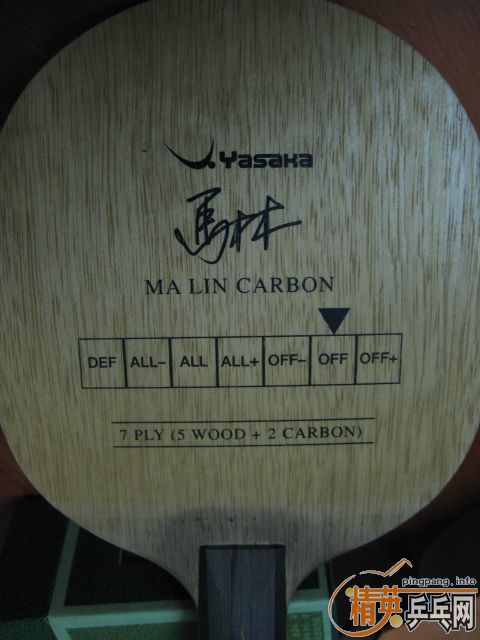 Yasaka
馬林
MA LIN CARBON
DEF ALL- ALL ALL+ OFF- OFF OFF+
7 PLY (5 WOOD + 2 CARBON)
pingpang.info
精英乒乓网